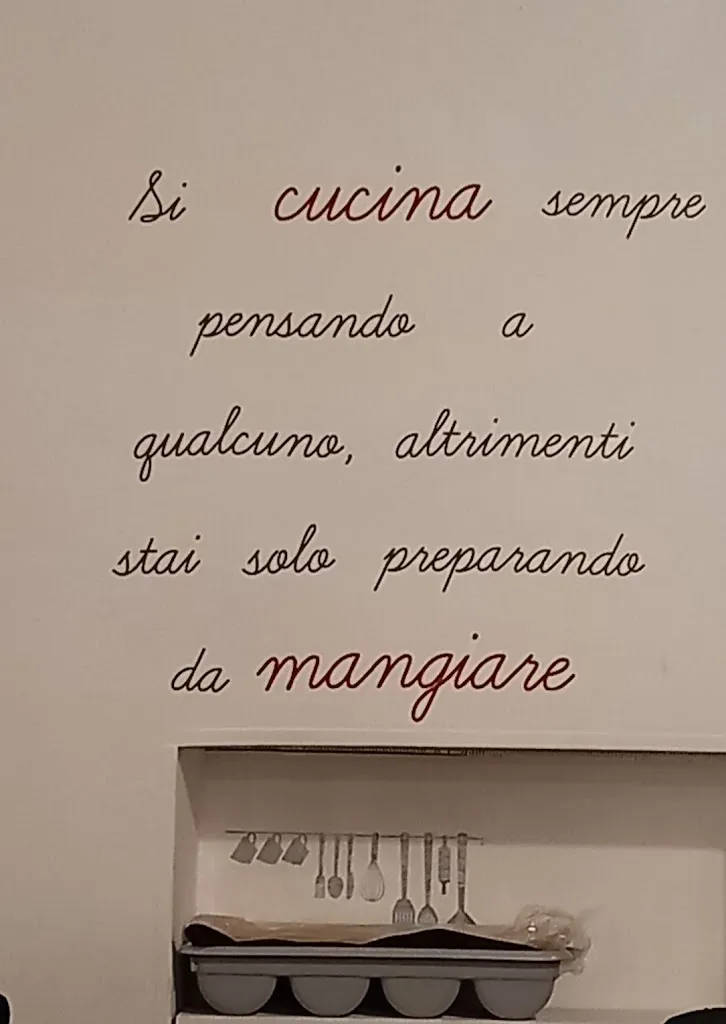 Si cucina sempre
pensando a
qualcuno, altrimenti
stai solo preparando
da mangiare